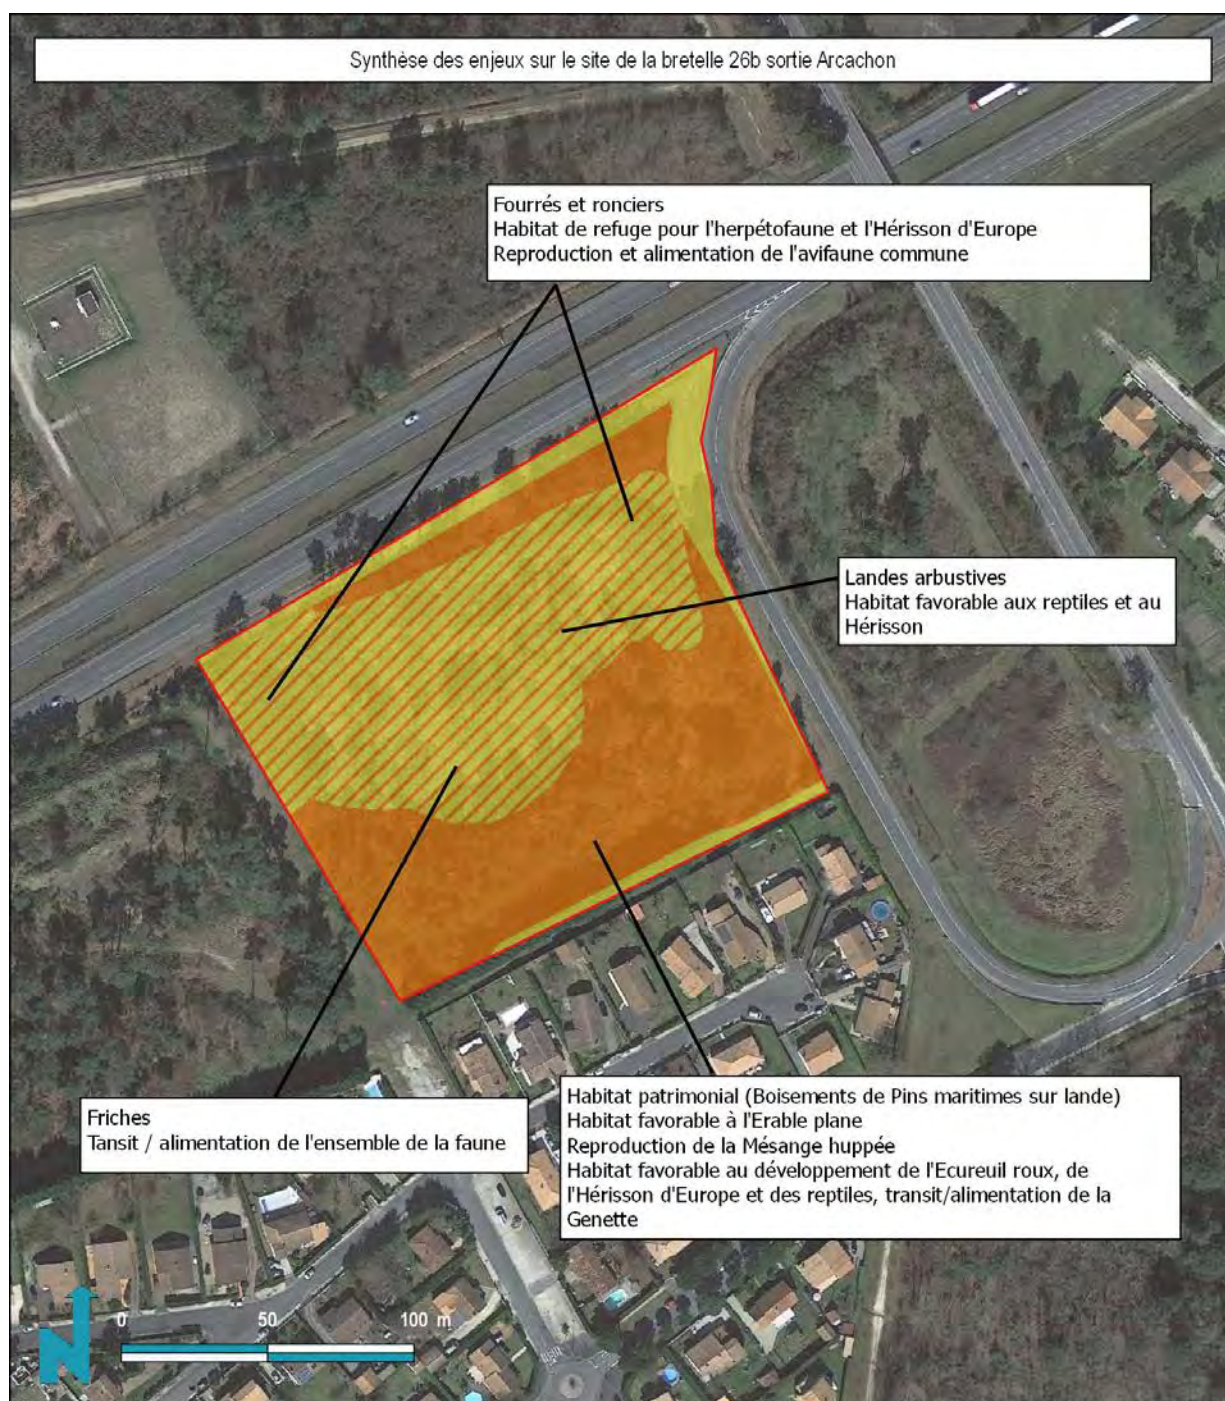 Synthèse des enjeux sur le site de la bretelle 26b sortie Arcachon
Fourrés et ronciers
Habitat de refuge pour l'herpétofaune et l'Hérisson d'Europe
Reproduction et alimentation de l'avifaune commune
Landes arbustives
Habitat favorable aux reptiles et au
Hérisson
Friches
Tansit / alimentation de l'ensemble de la faune
Habitat patrimonial (Boisements de Pins maritimes sur lande)
Habitat favorable à l'Erable plane
Reproduction de la Mésange huppée
Habitat favorable au développement de l'Ecureuil roux, de
l'Hérisson d'Europe et des reptiles, transit/alimentation de la
Genette
N
0 50 100 m